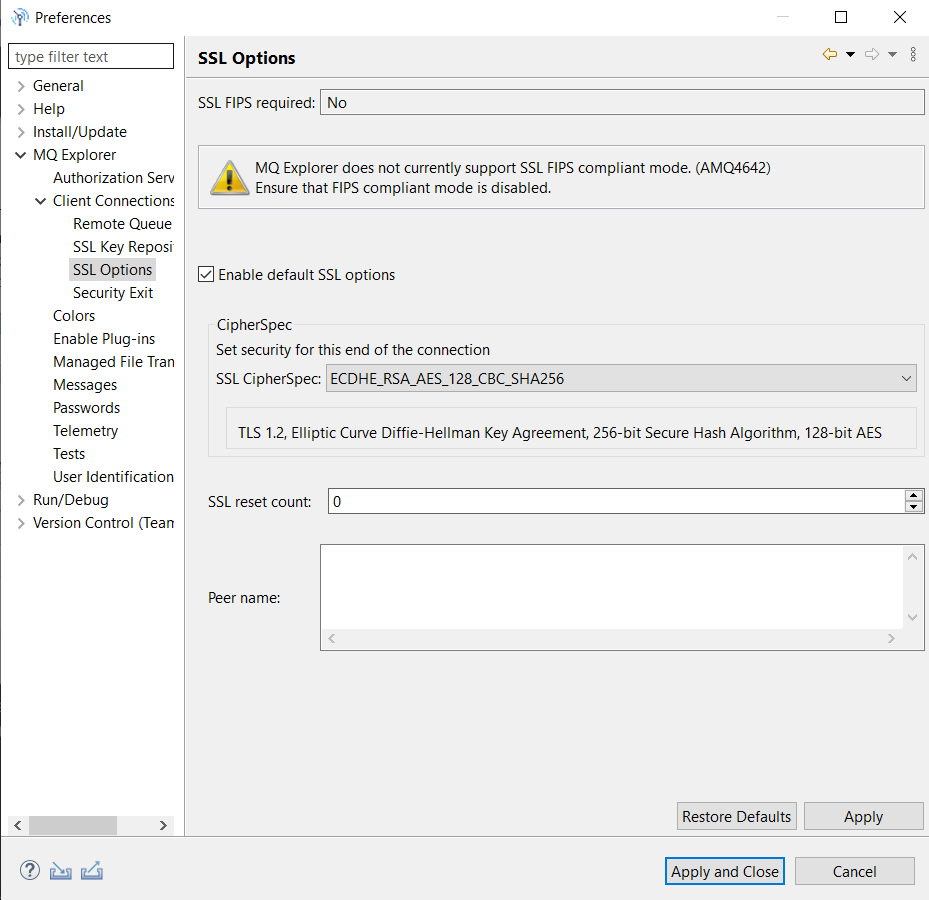 Preferences
type filter text
General
Help
Install/Update
MQ Explorer
Authorization Serv
Client Connections
Remote Queue
SSL Key Reposi
SSL Options
Security Exit
Colors
Enable Plug-ins
Managed File Tran
Messages
Passwords
Telemetry
Tests
User Identification
Run/Debug
Version Control (Team
SSL Options
SSL FIPS required: No
MQ Explorer does not currently support SSL FIPS compliant mode. (AMQ4642)
Ensure that FIPS compliant mode is disabled.
Enable default SSL options
CipherSpec
Set security for this end of the connection
SSL CipherSpec: ECDHE_RSA_AES_128_CBC_SHA256
TLS 1.2, Elliptic Curve Diffie-Hellman Key Agreement, 256-bit Secure Hash Algorithm, 128-bit AES
SSL reset count: 0
Peer name:
Restore Defaults Apply
? Apply and Close Cancel